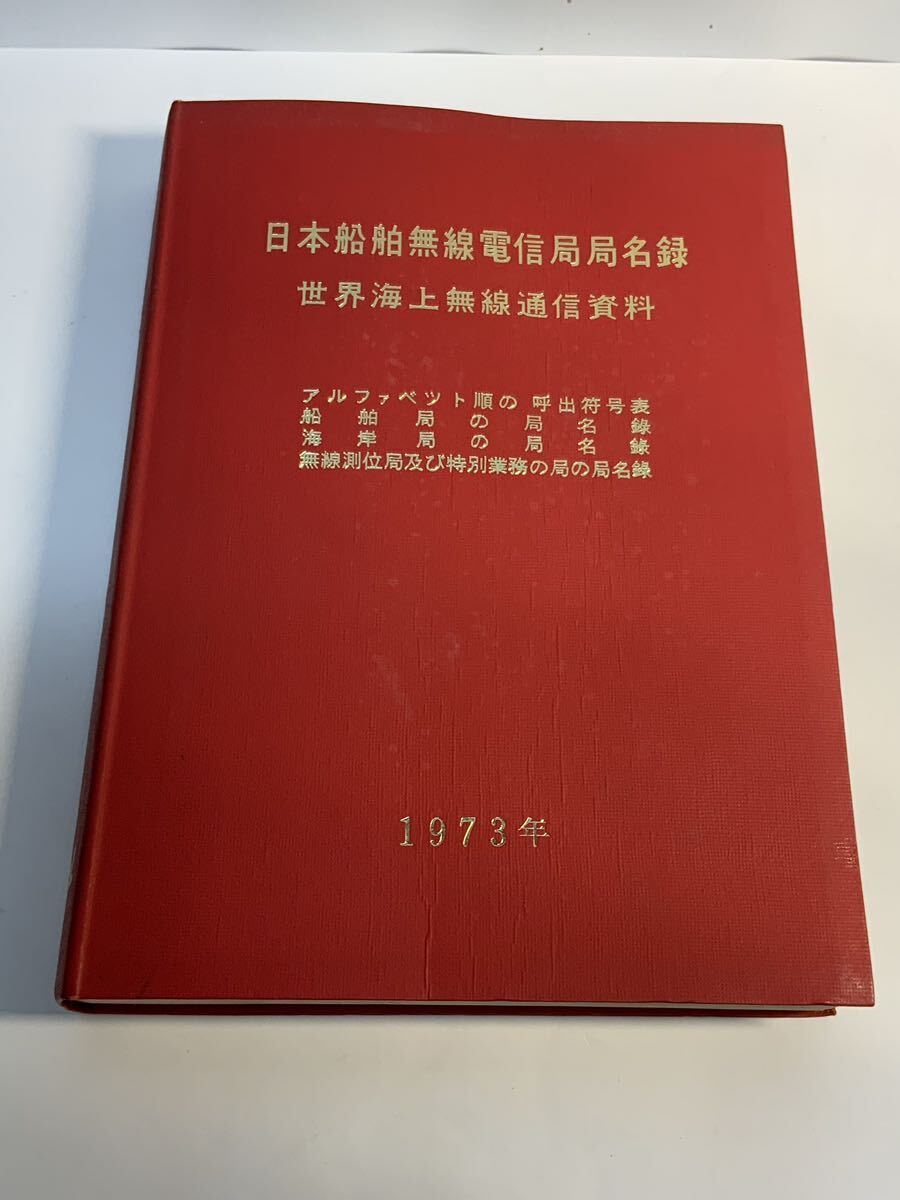 日本船舶無線電信局局名録
世界海上無線通信資料
アルファベット順の呼出符号表
船舶局の局名錄
海岸局の局名錄
無線測位局及び特別業務の局の局名錄
1973年